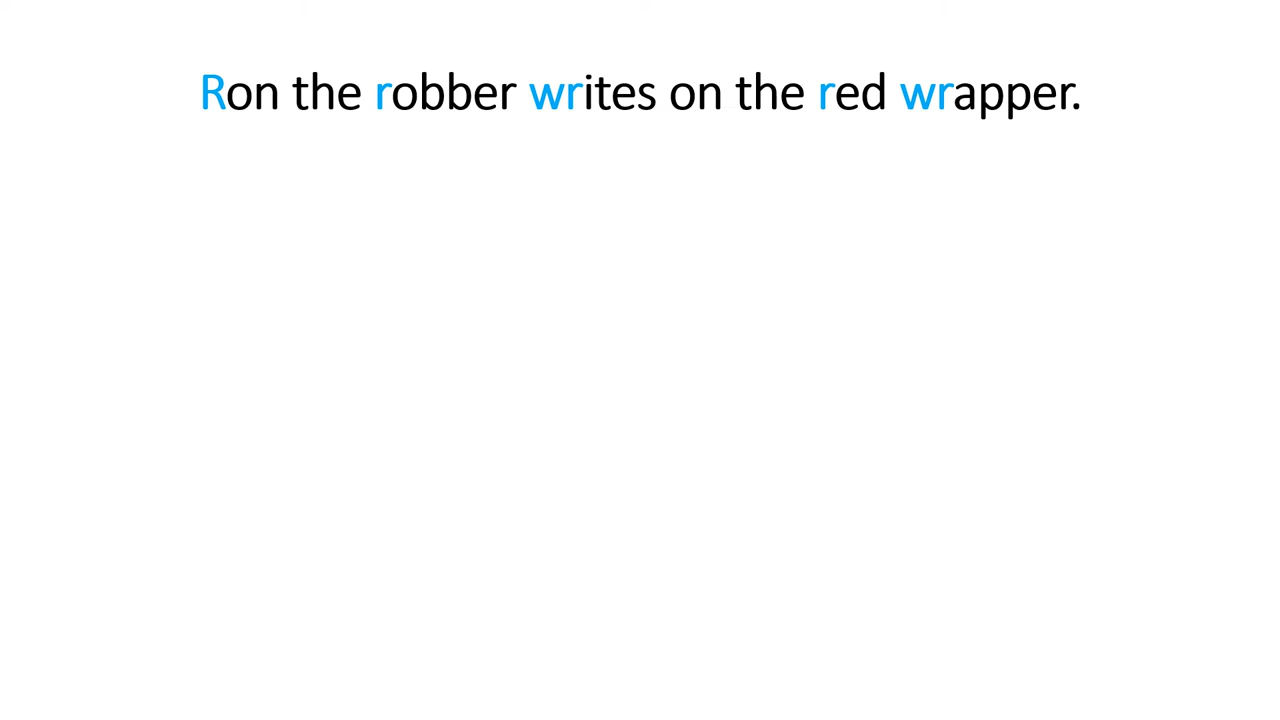 Ron the robber writes on the red wrapper.